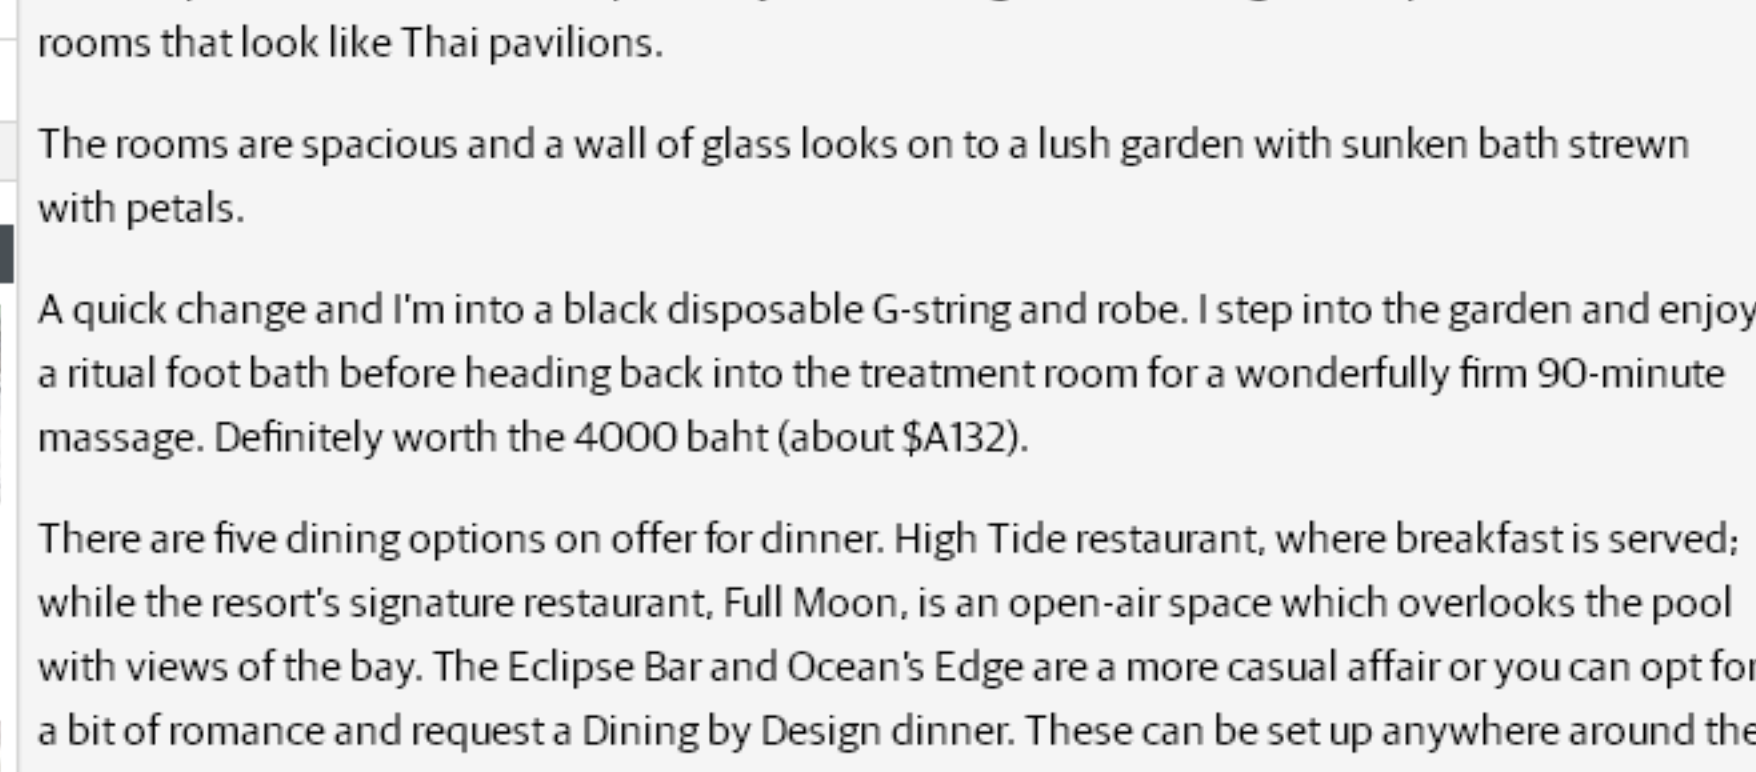 rooms that look like Thai pavilions.
The rooms are spacious and a wall of glass looks on to a lush garden with sunken bath strewn
with petals.
A quick change and I'm into a black disposable G-string and robe. I step into the garden and enjoy
a ritual foot bath before heading back into the treatment room for a wonderfully firm 90-minute
massage. Definitely worth the 4000 baht (about $A132).
There are five dining options on offer for dinner. High Tide restaurant, where breakfast is served;
while the resort's signature restaurant, Full Moon, is an open-air space which overlooks the pool
with views of the bay. The Eclipse Bar and Ocean's Edge are a more casual affair or you can opt for
a bit of romance and request a Dining by Design dinner. These can be set up anywhere around the